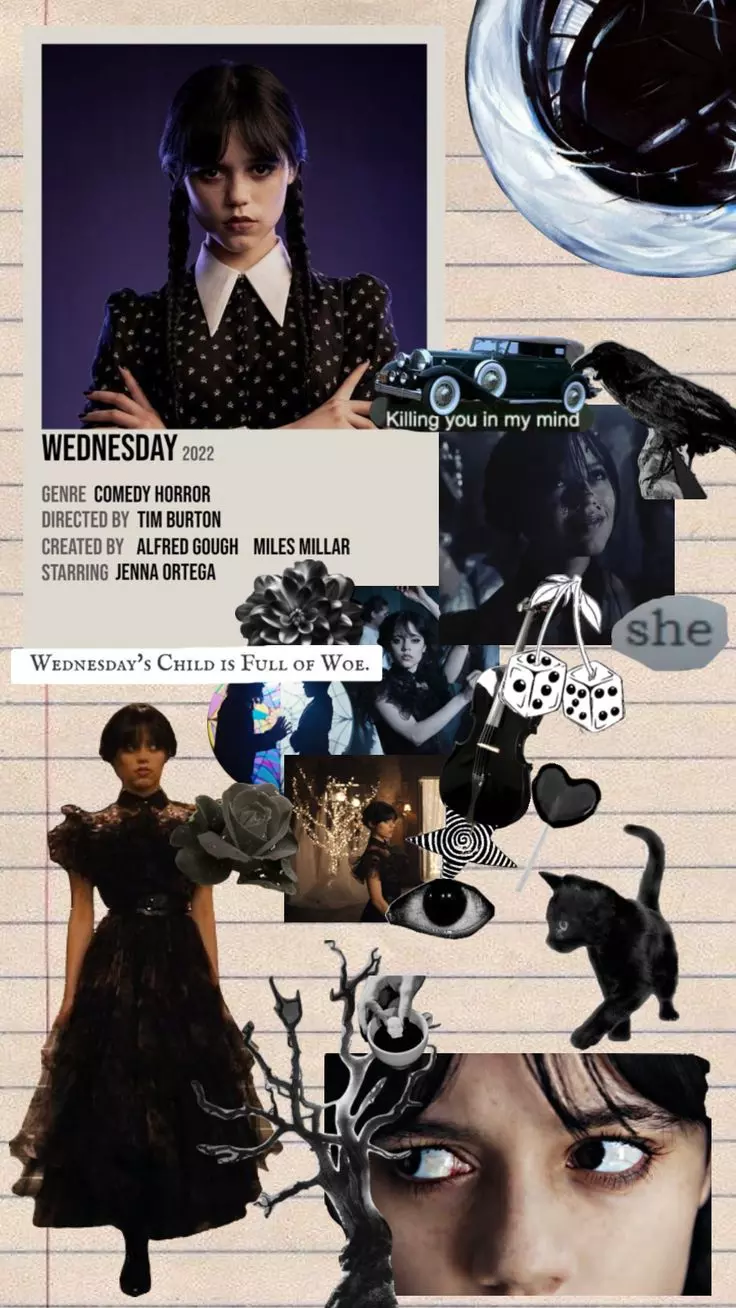 WEDNESDAY 2022
GENRE COMEDY HORROR
DIRECTED BY TIM BURTON
CREATED BY ALFRED GOUGH MILES MILLAR
STARRING JENNA ORTEGA
Killing you in my mind
she
WEDNESDAY'S CHILD IS FULL OF WOE.